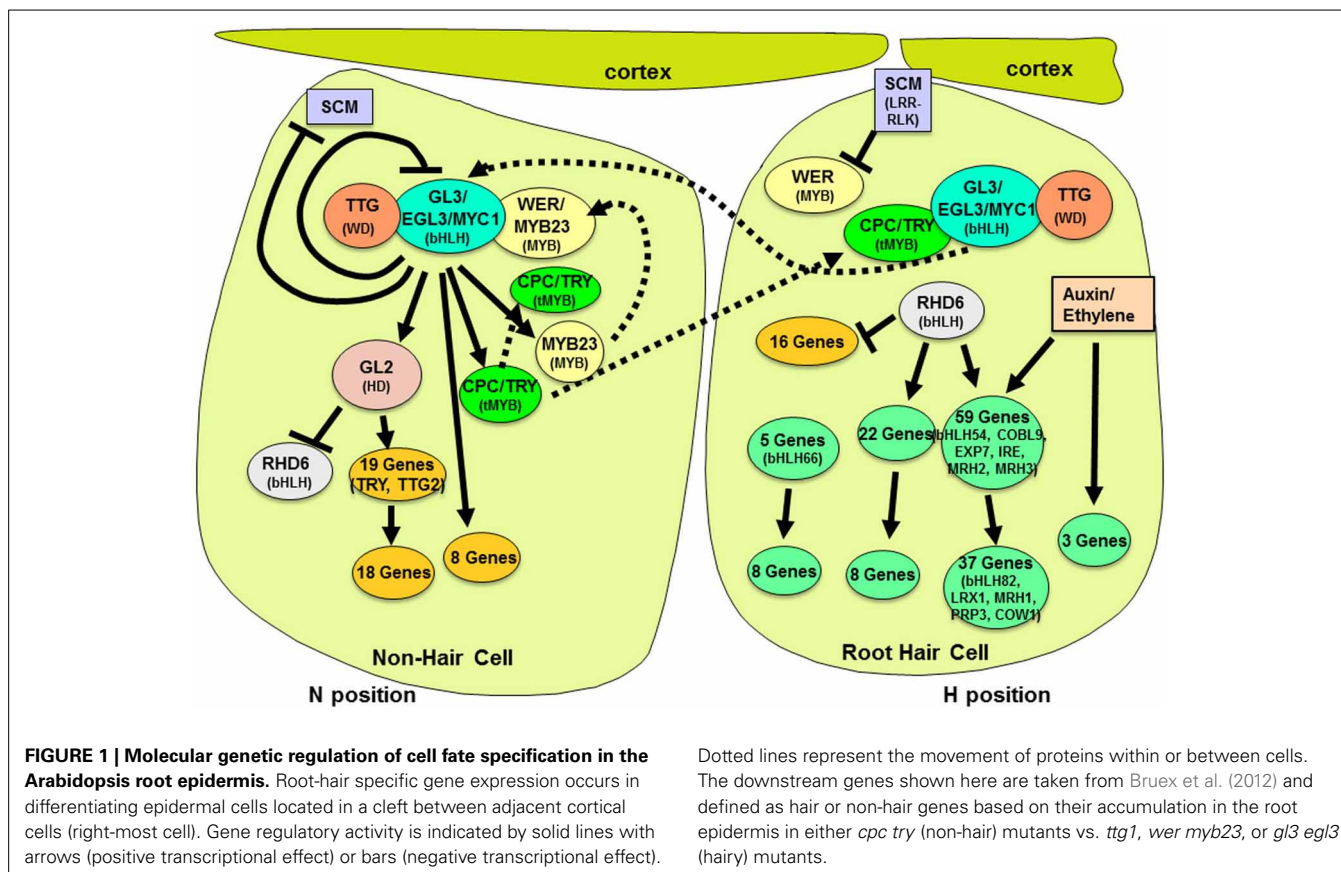 cortex
cortex
SCM
SCM
(LRR-
RLK)
WER
(MYB)
TTG
(WD)
GL3/
EGL3/MYC1
(bHLH)
WER/
MYB23
(MYB)
CPC/TRY
(tMYB)
GL3/
EGL3/MYC1
(bHLH)
TTG
(WD)
CPC/TRY
(tMYB)
MYB23
(MYB)
CPC/TRY
(tMYB)
GL2
(HD)
RHD6
(bHLH)
19 Genes
(TRY, TTG2)
18 Genes
8 Genes
RHD6
(bHLH)
Auxin/
Ethylene
16 Genes
5 Genes
(bHLH66)
22 Genes
59 Genes
(bHLH54, COBL9,
EXP7, IRE,
MRH2, MRH3)
8 Genes
8 Genes
37 Genes
(bHLH82,
LRX1, MRH1,
PRP3, COW1)
3 Genes
Non-Hair Cell
N position
Root Hair Cell
H position
FIGURE 1 | Molecular genetic regulation of cell fate specification in the
Arabidopsis root epidermis. Root-hair specific gene expression occurs in
differentiating epidermal cells located in a cleft between adjacent cortical
cells (right-most cell). Gene regulatory activity is indicated by solid lines with
arrows (positive transcriptional effect) or bars (negative transcriptional effect).
Dotted lines represent the movement of proteins within or between cells.
The downstream genes shown here are taken from Bruex et al. (2012) and
defined as hair or non-hair genes based on their accumulation in the root
epidermis in either cpc try (non-hair) mutants vs. ttg1, wer myb23, or gl3 egl3
(hairy) mutants.